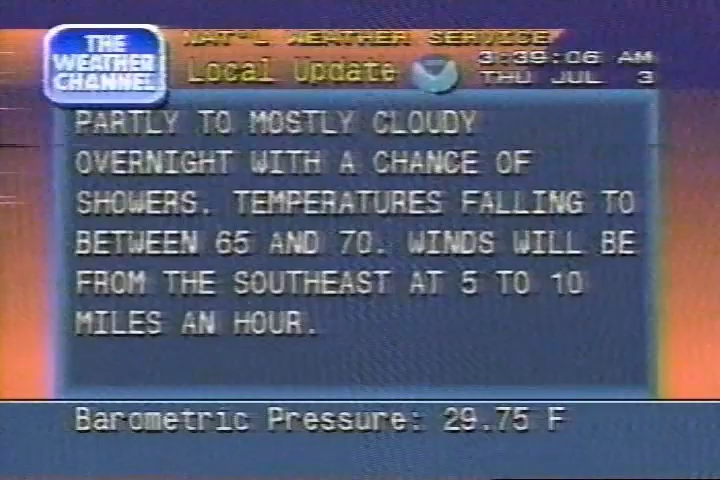 THE
WEATHER
CHANNEL
NAT'L WEATHER SERVICE
Local Update
3:39:06 AM
THU JUL 3
PARTLY TO MOSTLY CLOUDY
OVERNIGHT WITH A CHANCE OF
SHOWERS. TEMPERATURES FALLING TO
BETWEEN 65 AND 70. WINDS WILL BE
FROM THE SOUTHEAST AT 5 TO 10
MILES AN HOUR.
Barometric Pressure: 29.75 F